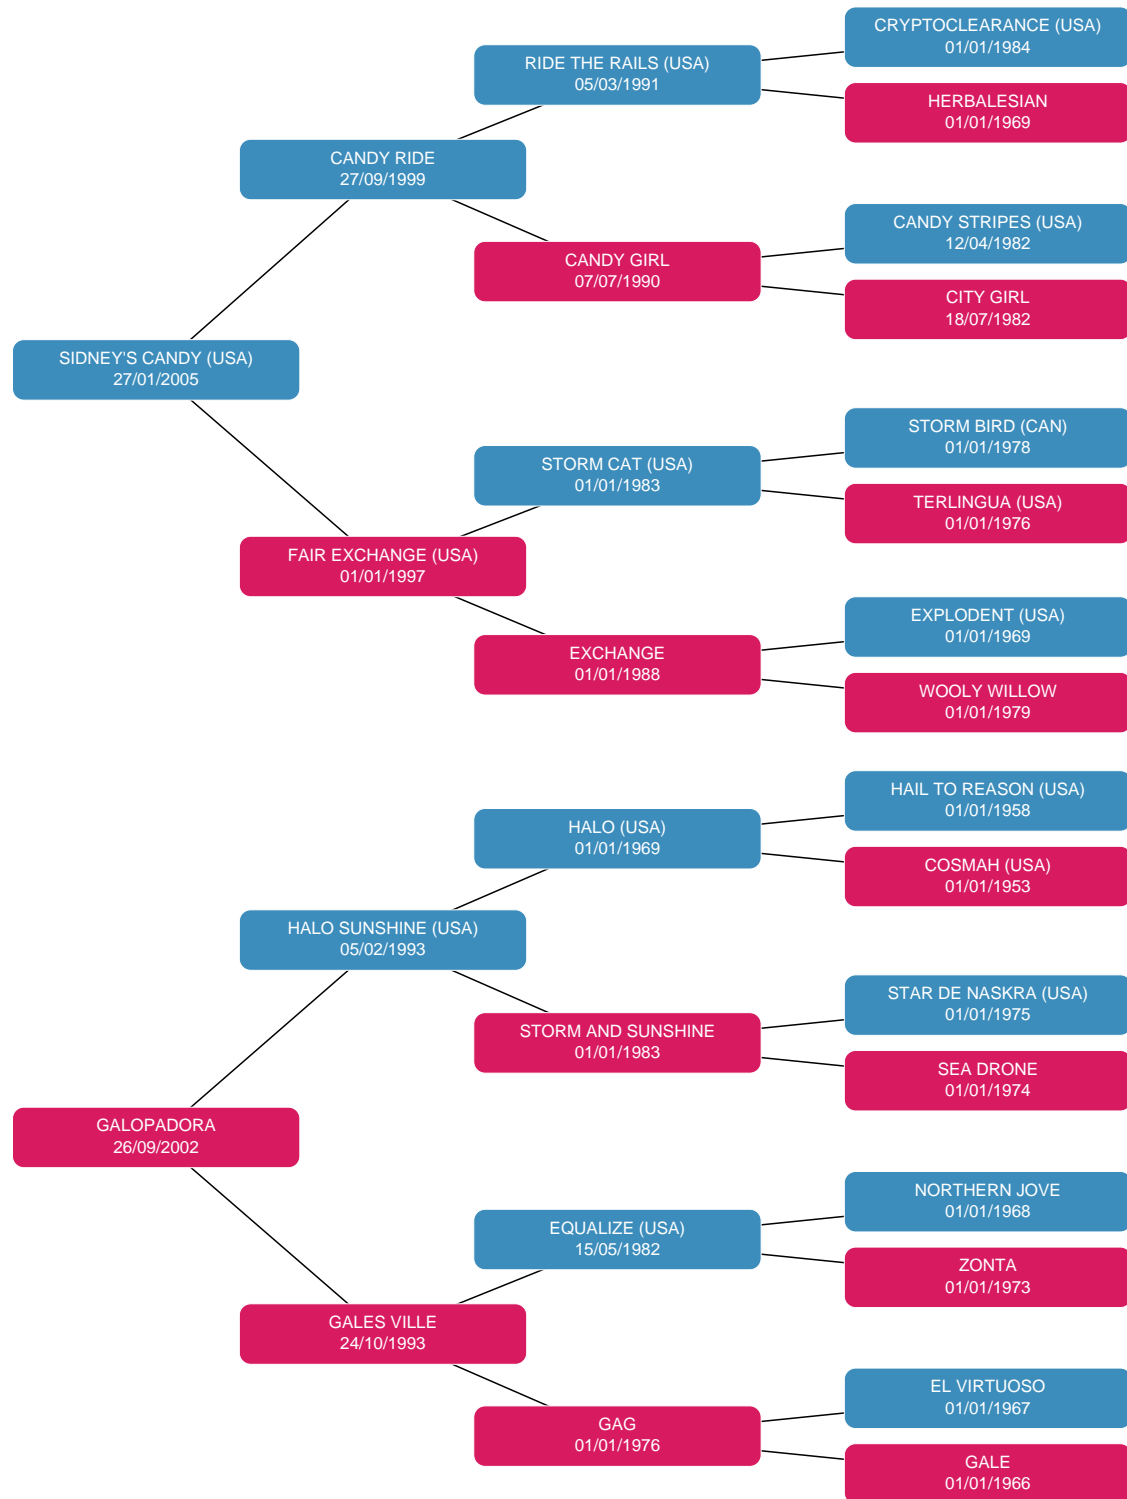 CRYPTOCLEARANCE (USA)
01/01/1984
RIDE THE RAILS (USA)
05/03/1991
HERBALESIAN
01/01/1969
CANDY RIDE
27/09/1999
CANDY STRIPES (USA)
12/04/1982
CANDY GIRL
07/07/1990
CITY GIRL
18/07/1982
SIDNEY'S CANDY (USA)
27/01/2005
STORM BIRD (CAN)
01/01/1978
STORM CAT (USA)
01/01/1983
TERLINGUA (USA)
01/01/1976
FAIR EXCHANGE (USA)
01/01/1997
EXPLODENT (USA)
01/01/1969
EXCHANGE
01/01/1988
WOOLY WILLOW
01/01/1979
HAIL TO REASON (USA)
01/01/1958
HALO (USA)
01/01/1969
COSMAH (USA)
01/01/1953
HALO SUNSHINE (USA)
05/02/1993
STAR DE NASKRA (USA)
01/01/1975
STORM AND SUNSHINE
01/01/1983
SEA DRONE
01/01/1974
GALOPADORA
26/09/2002
NORTHERN JOVE
01/01/1968
EQUALIZE (USA)
15/05/1982
ZONTA
01/01/1973
GALES VILLE
24/10/1993
EL VIRTUOSO
01/01/1967
GAG
01/01/1976
GALE
01/01/1966